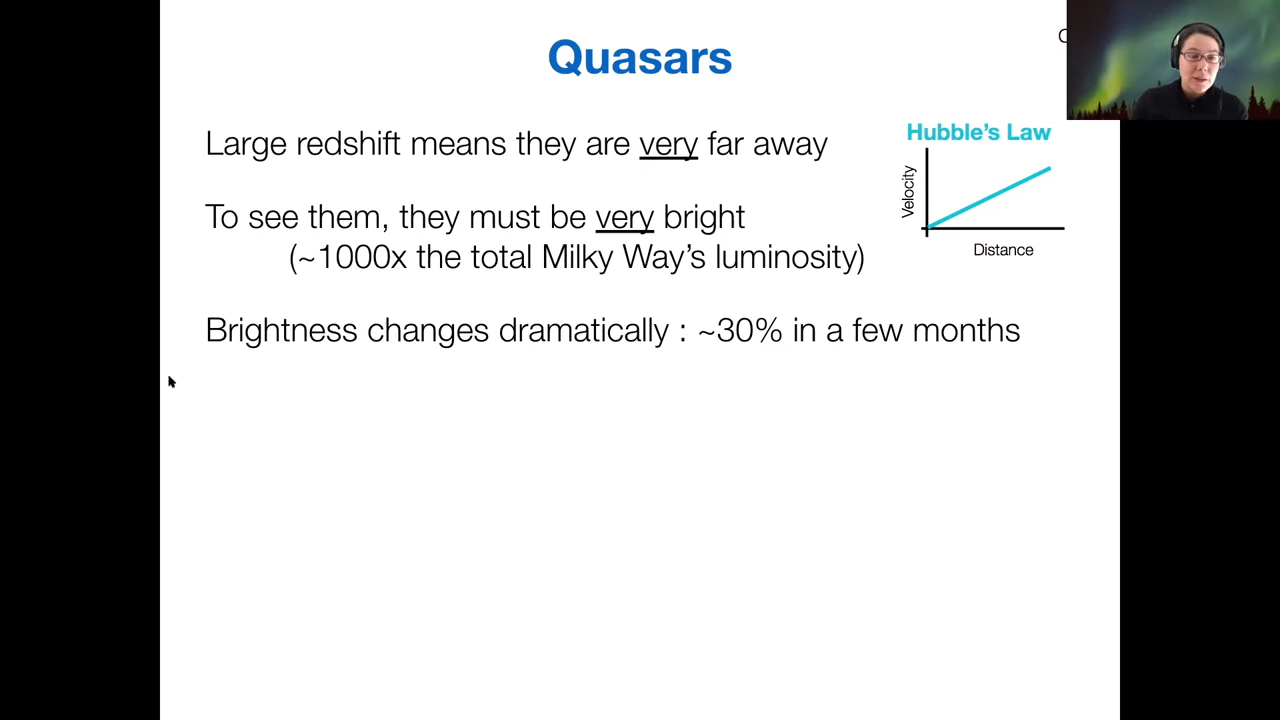 Quasars
Large redshift means they are very far away
To see them, they must be very bright
(~1000x the total Milky Way's luminosity)
Brightness changes dramatically : ~30% in a few months
Hubble's Law
Velocity
Distance